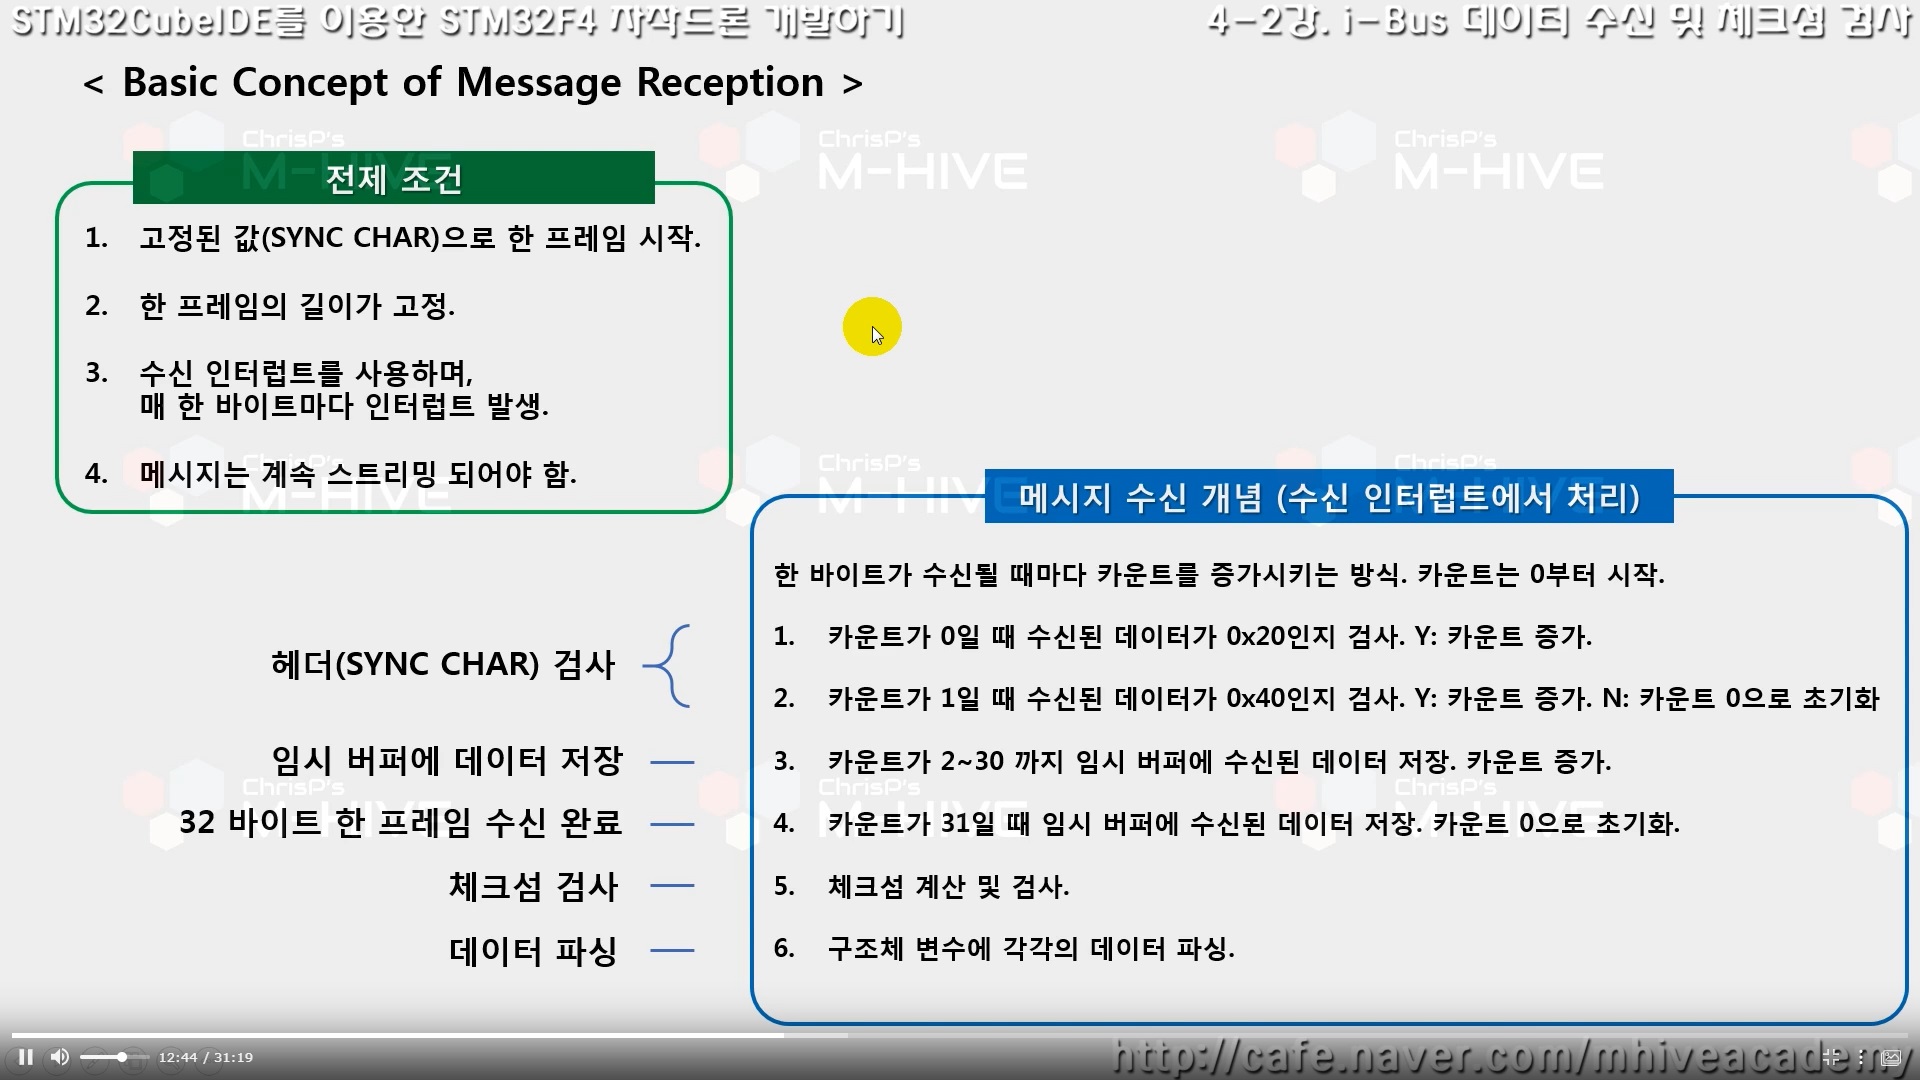 STM32CubeIDE를 이용한 STM32F4 자작드론 개발하기
4-2강. i-Bus 데이터 수신 및 체크섬 검사
< Basic Concept of Message Reception >
ChrisP's
M-HIVE
ChrisP's
M-HIVE
ChrisP's
M-HIVE
전제 조건
1. 고정된 값(SYNC CHAR)으로 한 프레임 시작.
2. 한 프레임의 길이가 고정.
3. 수신 인터럽트를 사용하며,
매 한 바이트마다 인터럽트 발생.
4. 메시지는 계속 스트리밍 되어야 함.
ChrisP's
M-HIVE
ChrisP's
M-HIVE
ChrisP's
M-HIVE
메시지 수신 개념 (수신 인터럽트에서 처리)
한 바이트가 수신될 때마다 카운트를 증가시키는 방식. 카운트는 0부터 시작.
헤더(SYNC CHAR) 검사
1. 카운트가 0일 때 수신된 데이터가 0x20인지 검사. Y: 카운트 증가.
2. 카운트가 1일 때 수신된 데이터가 0x40인지 검사. Y: 카운트 증가. N: 카운트 0으로 초기화
임시 버퍼에 데이터 저장
3. 카운트가 2~30 까지 임시 버퍼에 수신된 데이터 저장. 카운트 증가.
ChrisP's
M-HIVE
ChrisP's
M-HIVE
ChrisP's
M-HIVE
32 바이트 한 프레임 수신 완료
4. 카운트가 31일 때 임시 버퍼에 수신된 데이터 저장. 카운트 0으로 초기화.
체크섬 검사
5. 체크섬 계산 및 검사.
데이터 파싱
6. 구조체 변수에 각각의 데이터 파싱.
12:44 / 31:19
http://cafe.naver.com/mhiveacademy